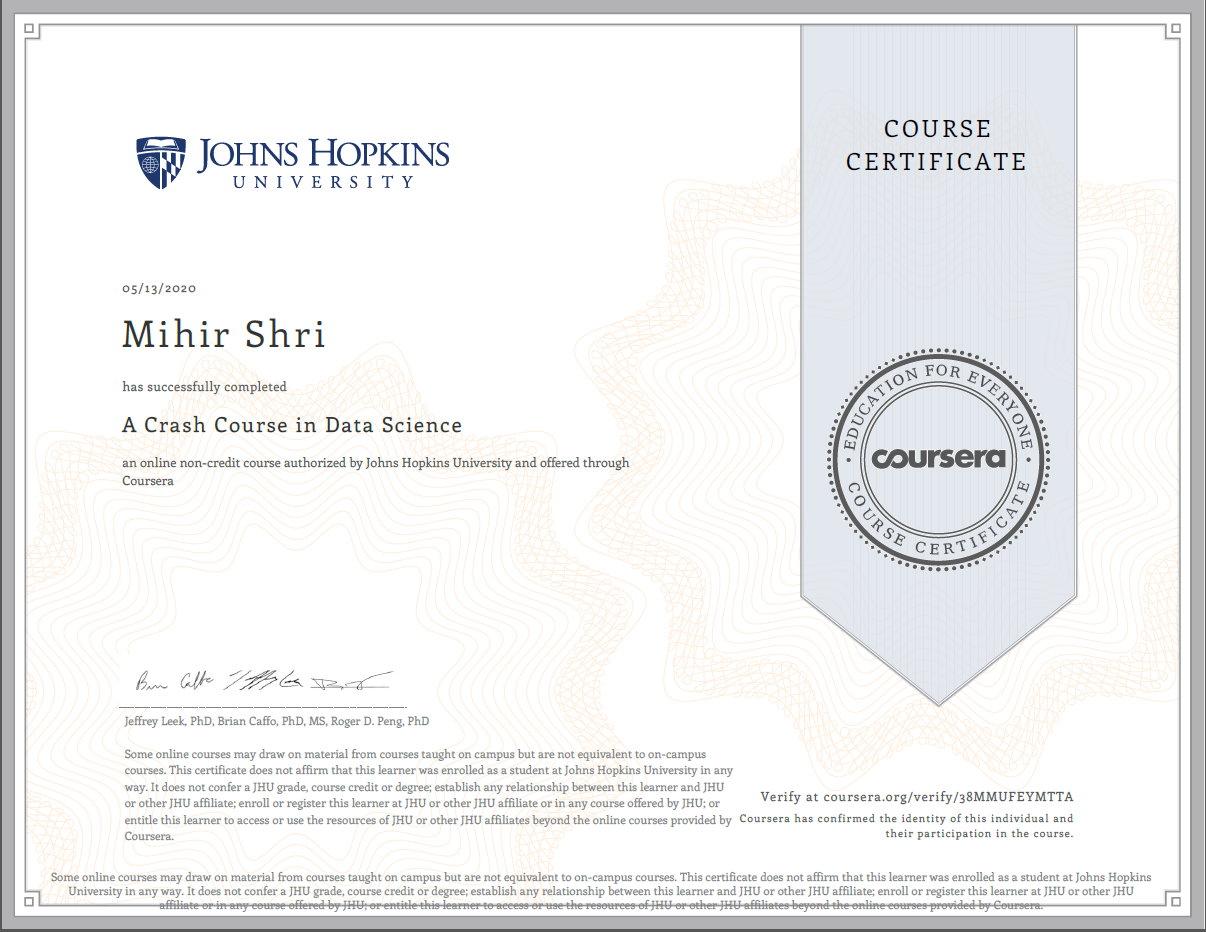 JOHNS HOPKINS
UNIVERSITY
COURSE
CERTIFICATE
05/13/2020
Mihir Shri
has successfully completed
A Crash Course in Data Science
an online non-credit course authorized by Johns Hopkins University and offered through
Coursera
EDUCATION FOR EVERYONE
coursera
COURSE CERTIFICATE
Jeffrey Leek, PhD, Brian Caffo, PhD, MS, Roger D. Peng, PhD
Some online courses may draw on material from courses taught on campus but are not equivalent to on-campus
courses. This certificate does not affirm that this learner was enrolled as a student at Johns Hopkins University in any
way. It does not confer a JHU grade, course credit or degree; establish any relationship between this learner and JHU
or other JHU affiliate; enroll or register this learner at JHU or other JHU affiliate or in any course offered by JHU; or
entitle this learner to access or use the resources of JHU or other JHU affiliates beyond the online courses provided by
Coursera.
Verify at coursera.org/verify/38MMUFEYMTTA
Coursera has confirmed the identity of this individual and
their participation in the course.
Some online courses may draw on material from courses taught on campus but are not equivalent to on-campus courses. This certificate does not affirm that this learner was enrolled as a student at Johns Hopkins
University in any way. It does not confer a JHU grade, course credit or degree; establish any relationship between this learner and JHU or other JHU affiliate; enroll or register this learner at JHU or other JHU
affiliate or in any course offered by JHU; or entitle this learner to access or use the resources of JHU or other JHU affiliates beyond the online courses provided by Coursera.